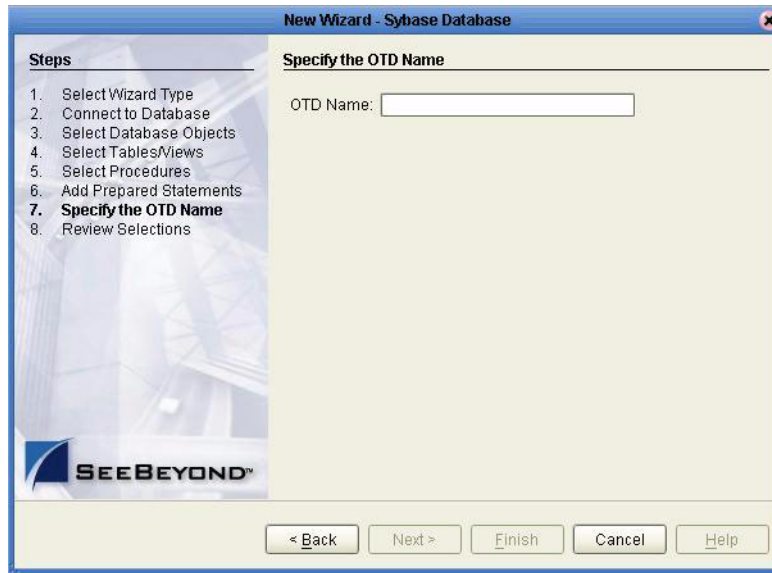 New Wizard - Sybase Database
Steps
1. Select Wizard Type
2. Connect to Database
3. Select Database Objects
4. Select Tables/Views
5. Select Procedures
6. Add Prepared Statements
7. Specify the OTD Name
8. Review Selections
Specify the OTD Name
OTD Name:
SEEBEYOND™
< Back
Next >
Finish
Cancel
Help